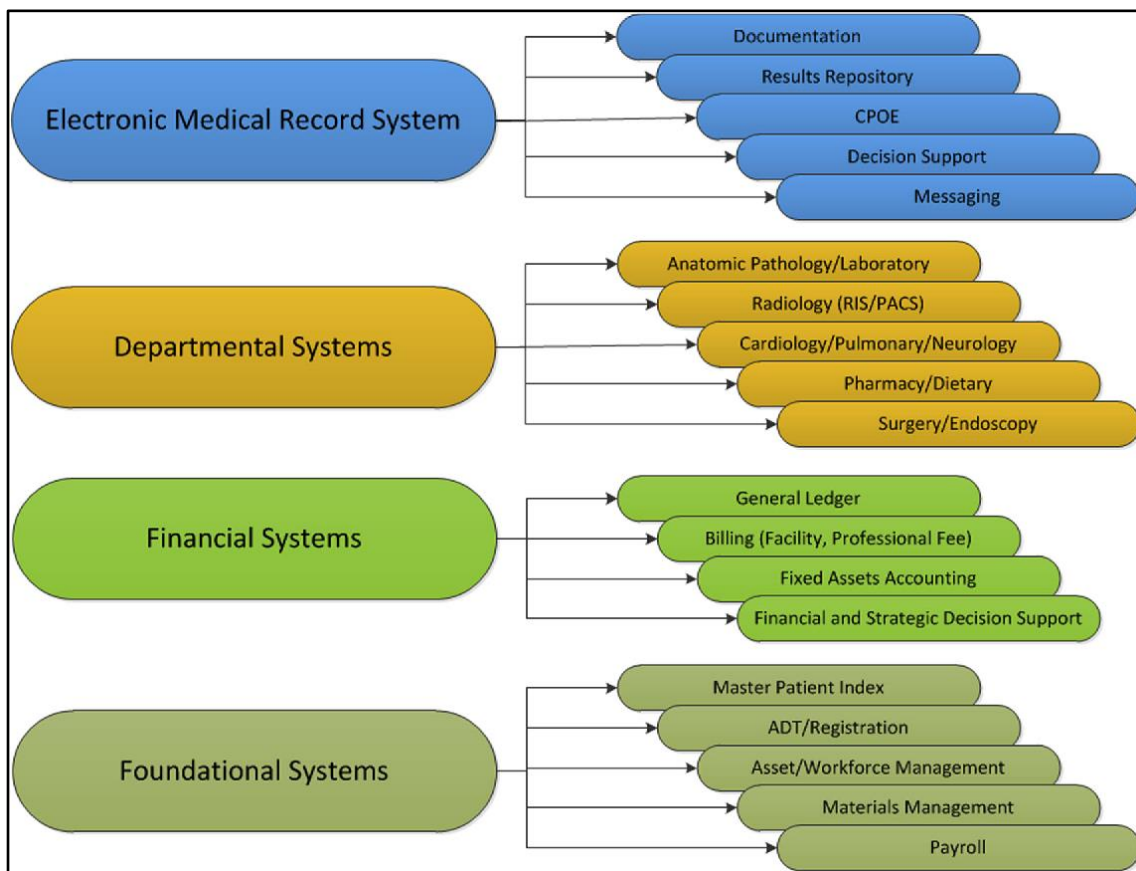 Electronic Medical Record System
Documentation
Results Repository
CPOE
Decision Support
Messaging
Departmental Systems
Anatomic Pathology/Laboratory
Radiology (RIS/PACS)
Cardiology/Pulmonary/Neurology
Pharmacy/Dietary
Surgery/Endoscopy
Financial Systems
General Ledger
Billing (Facility, Professional Fee)
Fixed Assets Accounting
Financial and Strategic Decision Support
Foundational Systems
Master Patient Index
ADT/Registration
Asset/Workforce Management
Materials Management
Payroll